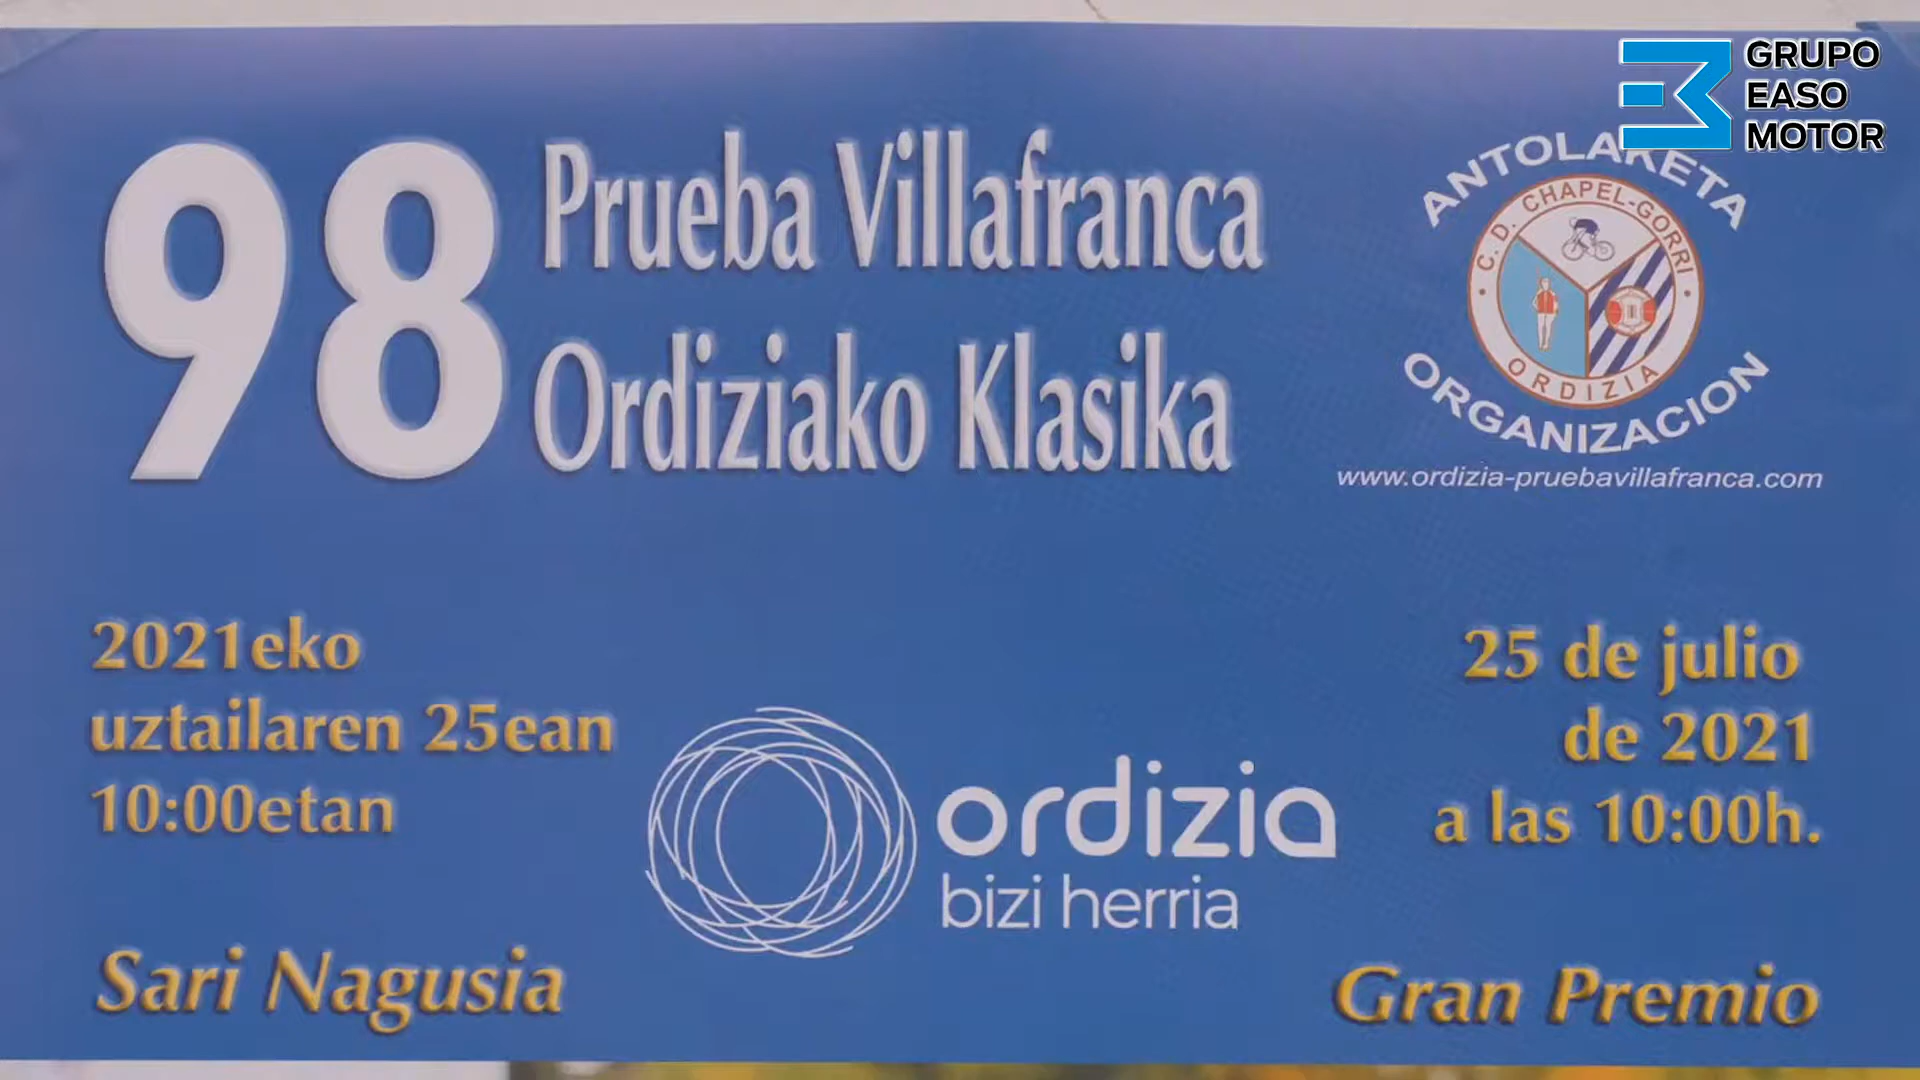 GRUPO
EASO
MOTOR
98
Prueba Villafranca
Ordiziako Klasika
ANTOLAKETA
C. D. CHAPEL-GORRI
ORDIZIA
ORGANIZACION
www.ordizia-pruebavillafranca.com
2021eko
uztailaren 25ean
10:00etan
25 de julio
de 2021
a las 10:00h.
ordizia
bizi herria
Sari Nagusia
Gran Premio